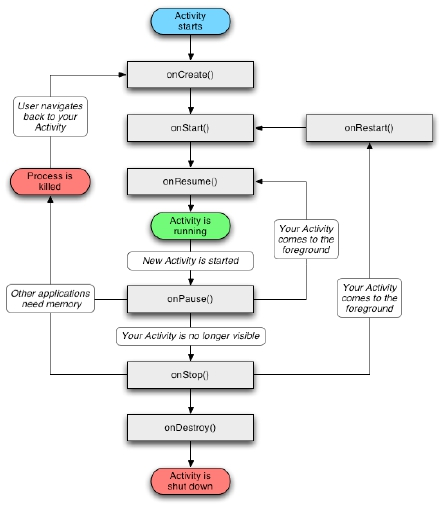 Activity
starts
onCreate()
User navigates
back to your
Activity
onStart()
onRestart()
onResume()
Process is
killed
Activity is
running
Your Activity
comes to the
foreground
New Activity is started
Your Activity
comes to the
foreground
Other applications
need memory
onPause()
Your Activity is no longer visible
onStop()
onDestroy()
Activity is
shut down